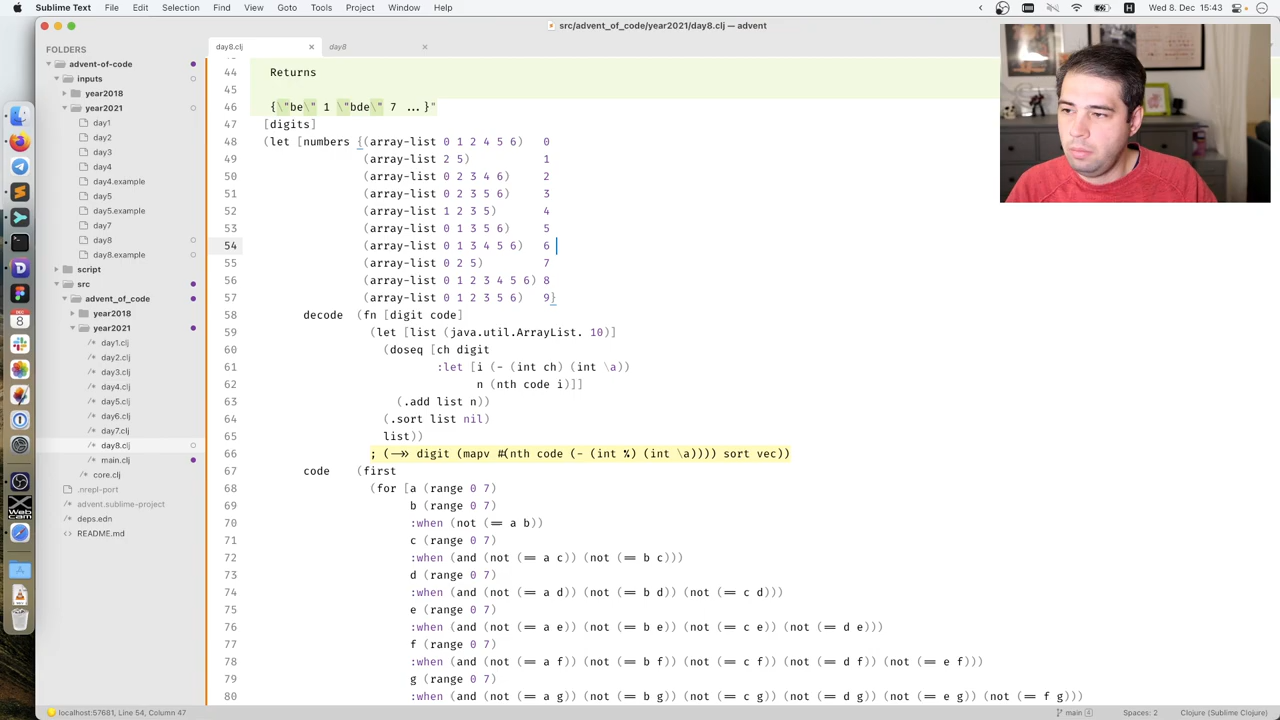 Sublime Text File Edit Selection Find View Goto Tools Project Window Help Wed 8. Dec 15:43
src/advent_of_code/year2021/day8.clj — advent
FOLDERS
advent-of-code
inputs
year2018
year2021
day1
day2
day3
day4
day4.example
day5
day5.example
day7
day8
day8.example
script
src
advent_of_code
year2018
year2021
/* day1.clj
/* day2.clj
/* day3.clj
/* day4.clj
/* day5.clj
/* day6.clj
/* day7.clj
/* day8.clj
/* main.clj
/* core.clj
.nrepl-port
advent.sublime-project
deps.edn
README.md
day8.clj day8
44 Returns
45
46 {\"be\" 1 \"bde\" 7 ...}"
47 [digits]
48 (let [numbers {(array-list 0 1 2 4 5 6) 0
49 (array-list 2 5) 1
50 (array-list 0 2 3 4 6) 2
51 (array-list 0 2 3 5 6) 3
52 (array-list 1 2 3 5) 4
53 (array-list 0 1 3 5 6) 5
54 (array-list 0 1 3 4 5 6) 6
55 (array-list 0 2 5) 7
56 (array-list 0 1 2 3 4 5 6) 8
57 (array-list 0 1 2 3 5 6) 9}
58 decode (fn [digit code]
59 (let [list (java.util.ArrayList. 10)]
60 (doseq [ch digit
61 :let [i (- (int ch) (int \a))
62 n (nth code i)]]
63 (.add list n))
64 (.sort list nil)
65 list))
66 ; (->> digit (mapv #(nth code (- (int %) (int \a)))) sort vec))
67 code (first
68 (for [a (range 0 7)
69 b (range 0 7)
70 :when (not (== a b))
71 c (range 0 7)
72 :when (and (not (== a c)) (not (== b c)))
73 d (range 0 7)
74 :when (and (not (== a d)) (not (== b d)) (not (== c d)))
75 e (range 0 7)
76 :when (and (not (== a e)) (not (== b e)) (not (== c e)) (not (== d e)))
77 f (range 0 7)
78 :when (and (not (== a f)) (not (== b f)) (not (== c f)) (not (== d f)) (not (== e f)))
79 g (range 0 7)
80 :when (and (not (== a g)) (not (== b g)) (not (== c g)) (not (== d g)) (not (== e g)) (not (== f g)))
localhost:57681, Line 54, Column 47 main 4 Spaces: 2 Clojure (Sublime Clojure)
DEC
8
Webcam